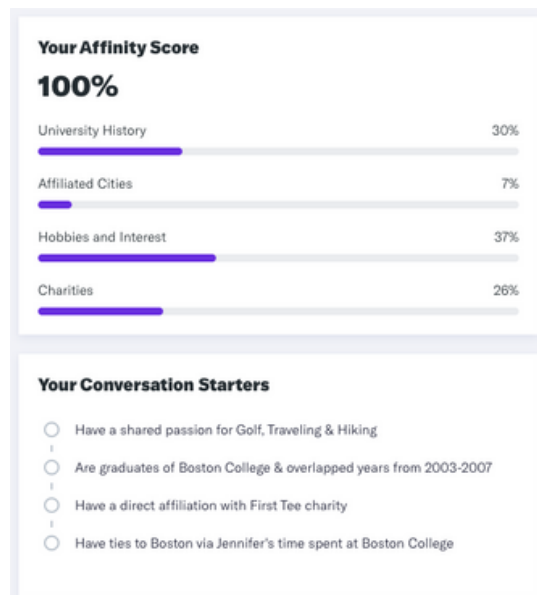 Your Affinity Score
100%
University History 30%
Affiliated Cities 7%
Hobbies and Interest 37%
Charities 26%
Your Conversation Starters
Have a shared passion for Golf, Traveling & Hiking
Are graduates of Boston College & overlapped years from 2003-2007
Have a direct affiliation with First Tee charity
Have ties to Boston via Jennifer's time spent at Boston College